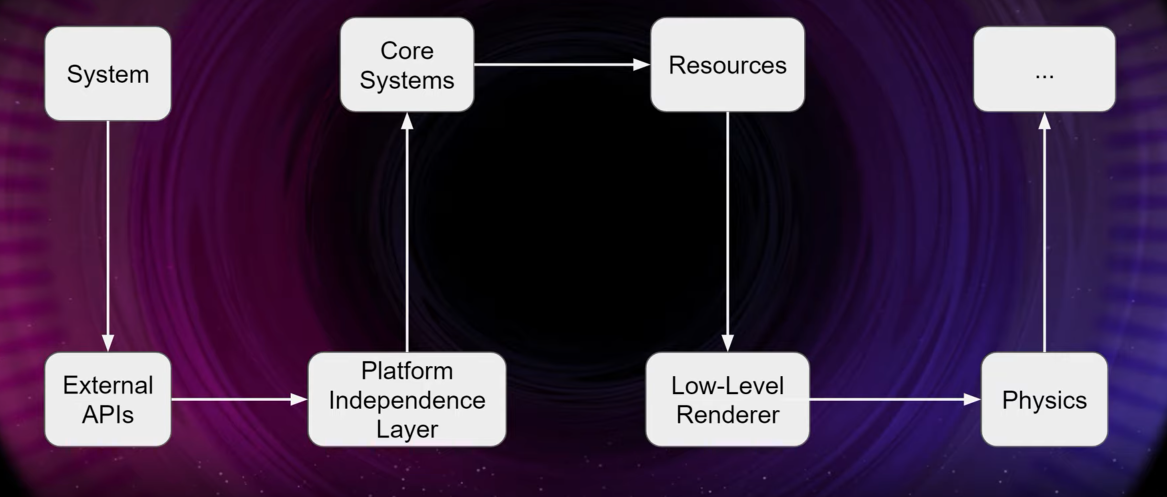 System
Core
Systems
Resources
...
External
APIs
Platform
Independence
Layer
Low-Level
Renderer
Physics